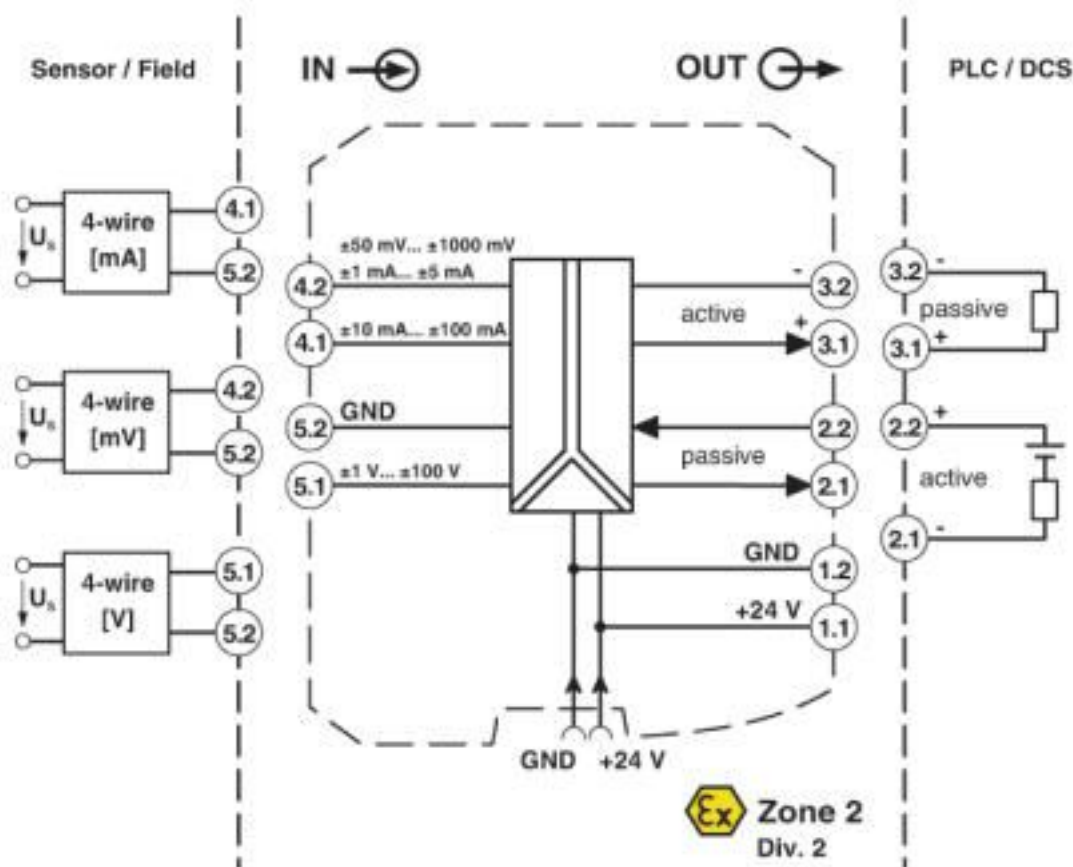 Sensor / Field
IN
OUT
PLC / DCS
4-wire
[mA]
Us
4.1
5.2
4-wire
[mV]
Us
4.2
5.2
4-wire
[V]
Us
5.1
5.2
±50 mV... ±1000 mV
±1 mA... ±5 mA
4.2
±10 mA... ±100 mA
4.1
GND
5.2
±1 V... ±100 V
5.1
-
3.2
active
+
3.1
2.2
passive
2.1
GND
1.2
+24 V
1.1
GND +24 V
3.2 -
passive
3.1 +
2.2 +
active
2.1 -
Ex Zone 2
Div. 2